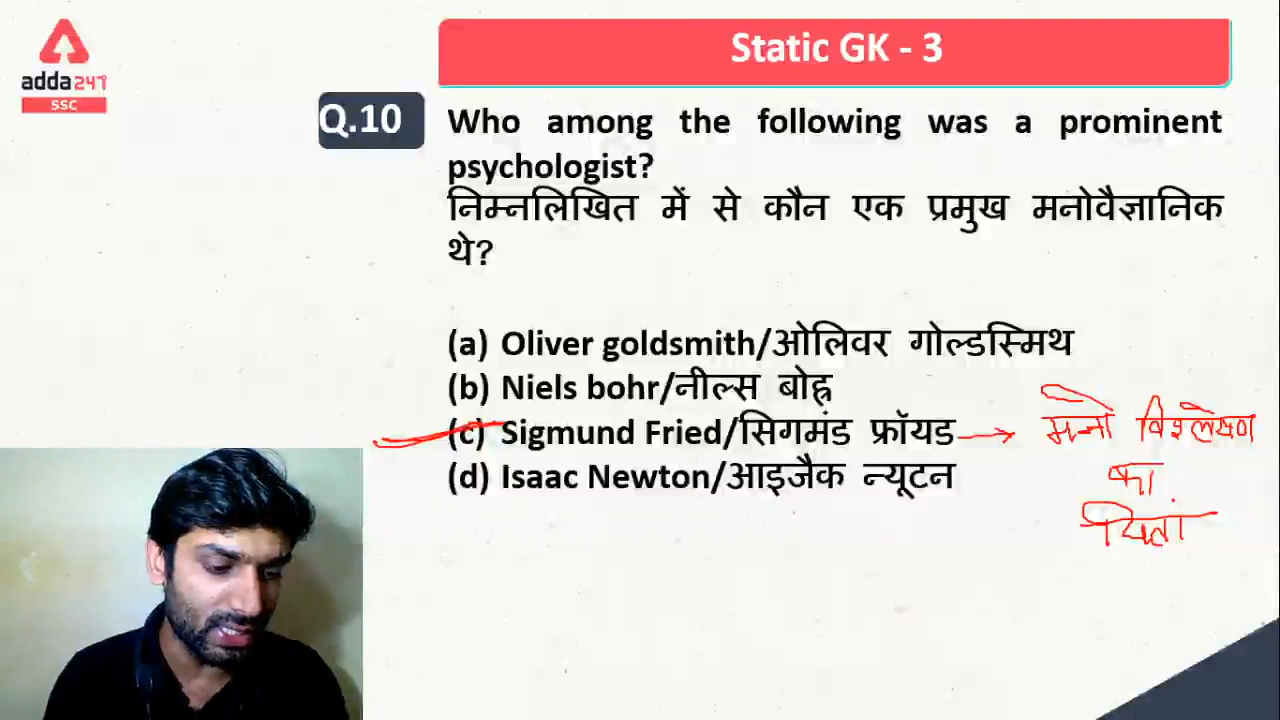 adda247
SSC
Static GK - 3
Q.10
Who among the following was a prominent
psychologist?
निम्नलिखित में से कौन एक प्रमुख मनोवैज्ञानिक
थे?
(a) Oliver goldsmith/ओलिवर गोल्डस्मिथ
(b) Niels bohr/नील्स बोह्र
(c) Sigmund Fried/सिगमंड फ्रॉयड
(d) Isaac Newton/आइजैक न्यूटन
मनो विश्लेषण
का